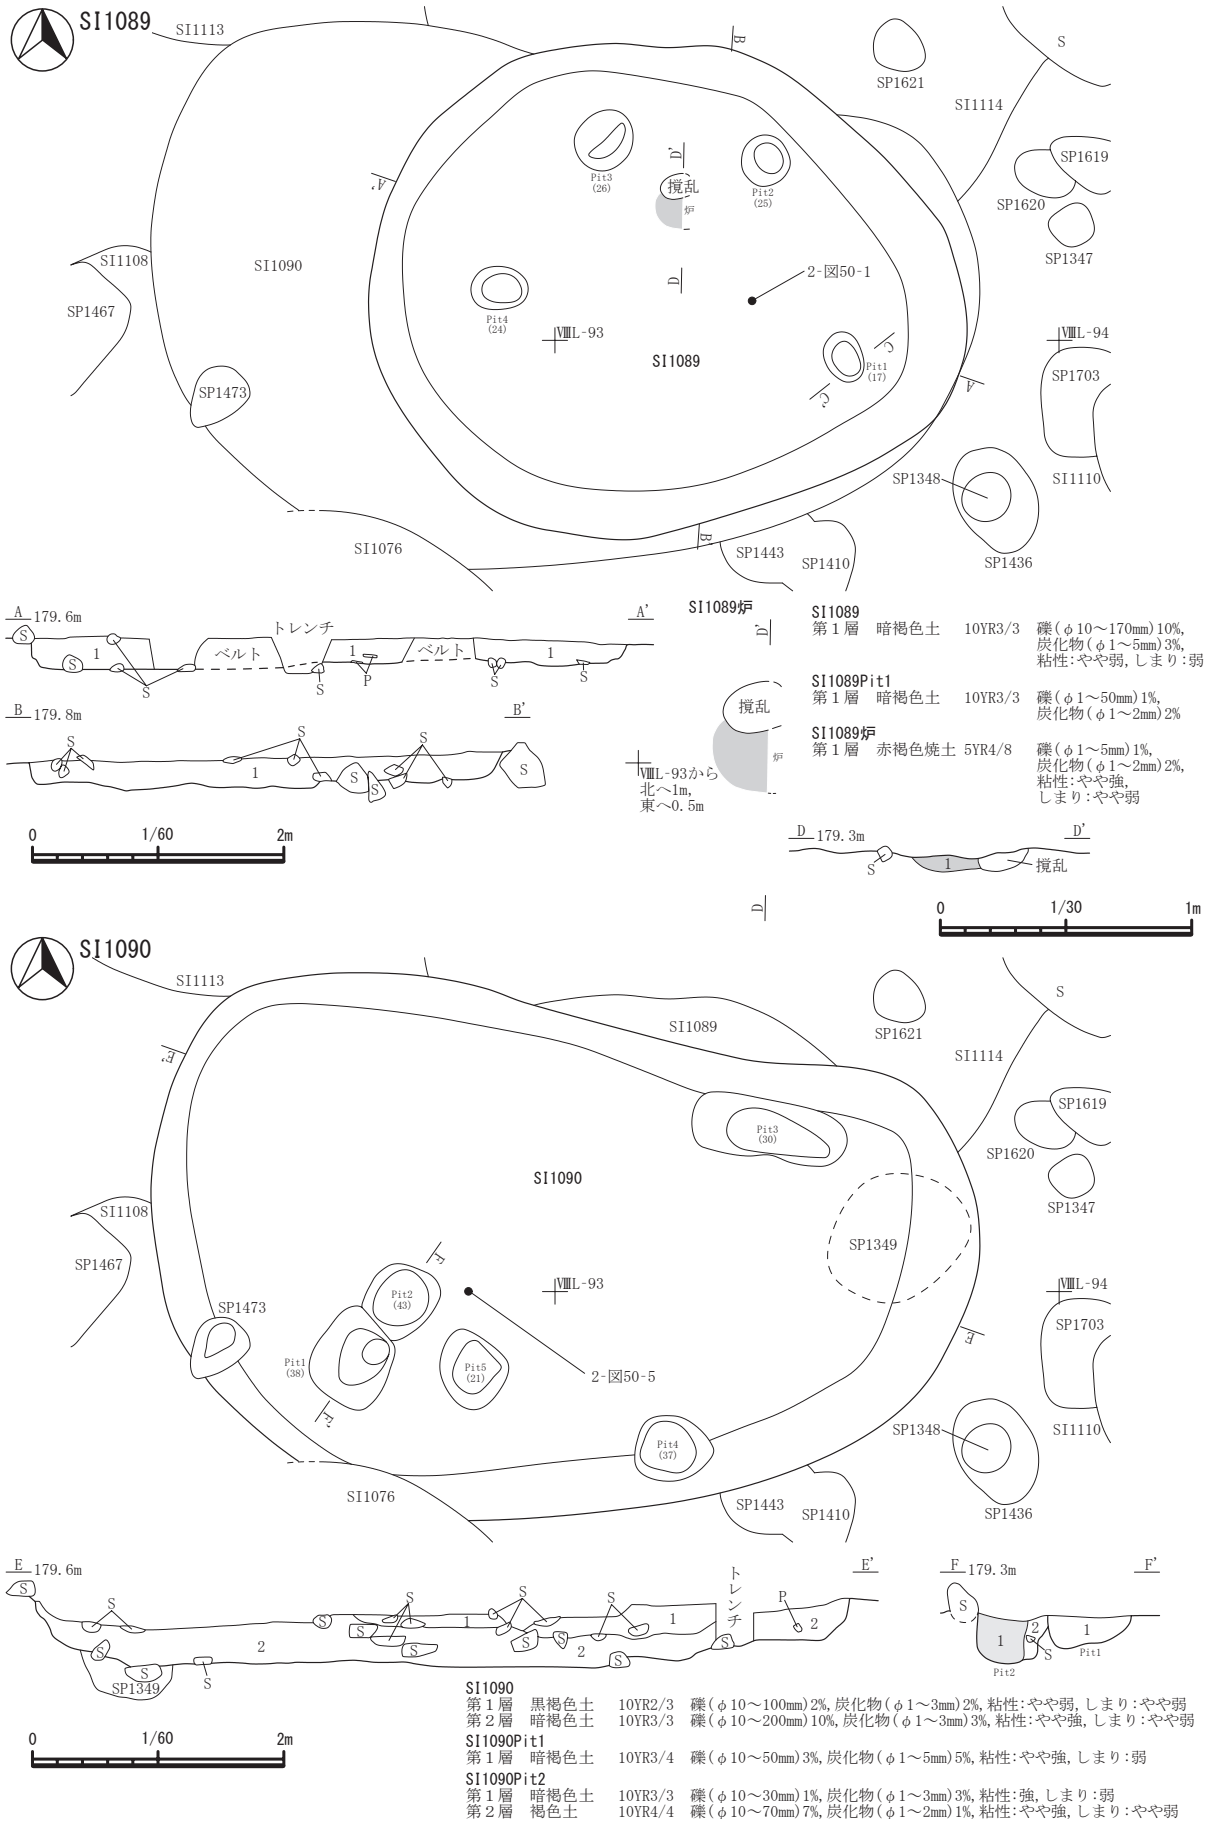 SI1089
SI1113
B
S
SP1621
SI1114
SP1619
SP1620
SP1347
Pit3
(26)
D'
撹乱
炉
Pit2
(25)
A'
SI1108
SI1090
SP1467
D
2-図50-1
Pit4
(24)
ⅧL-93
SI1089
C
Pit1
(17)
C'
A
ⅧL-94
SP1703
SP1473
SP1348
SI1110
SI1076
B'
SP1443
SP1410
SP1436
A 179.6m
A'
トレンチ
S
1
ベルト
1
ベルト
1
S
S
S
P
S
S
B 179.8m
B'
S
S
S
1
S
S
S
0
1/60
2m
SI1089炉
D'
撹乱
炉
ⅧL-93から
北へ1m,
東へ0.5m
D
SI1089
第1層 暗褐色土 10YR3/3 礫(φ10～170mm)10%,
炭化物(φ1～5mm)3%,
粘性:やや弱, しまり:弱
SI1089Pit1
第1層 暗褐色土 10YR3/3 礫(φ1～50mm)1%,
炭化物(φ1～2mm)2%
SI1089炉
第1層 赤褐色焼土 5YR4/8 礫(φ1～5mm)1%,
炭化物(φ1～2mm)2%,
粘性:やや強,
しまり:やや弱
D 179.3m
D'
S
1
撹乱
0
1/30
1m
SI1090
SI1113
SI1089
S
SP1621
SI1114
SP1619
SP1620
SP1347
E'
Pit3
(30)
SI1090
SI1108
SP1467
SP1349
F
Pit2
(43)
ⅧL-93
ⅧL-94
SP1473
SP1703
E
Pit1
(38)
Pit5
(21)
2-図50-5
F'
Pit4
(37)
SP1348
SI1110
SI1076
SP1443
SP1410
SP1436
E 179.6m
E'
トレンチ
S
S
S
S
S
S
1
1
P
2
S
S
2
S
S
S
S
2
S
S
S
S
SP1349
F 179.3m
F'
S
1
2
S
1
Pit2
Pit1
0
1/60
2m
SI1090
第1層 黒褐色土 10YR2/3 礫(φ10～100mm)2%, 炭化物(φ1～3mm)2%, 粘性:やや弱, しまり:やや弱
第2層 暗褐色土 10YR3/3 礫(φ10～200mm)10%, 炭化物(φ1～3mm)3%, 粘性:やや強, しまり:やや弱
SI1090Pit1
第1層 暗褐色土 10YR3/4 礫(φ10～50mm)3%, 炭化物(φ1～5mm)5%, 粘性:やや強, しまり:弱
SI1090Pit2
第1層 暗褐色土 10YR3/3 礫(φ10～30mm)1%, 炭化物(φ1～3mm)3%, 粘性:強, しまり:弱
第2層 褐色土 10YR4/4 礫(φ10～70mm)7%, 炭化物(φ1～2mm)1%, 粘性:やや強, しまり:やや弱